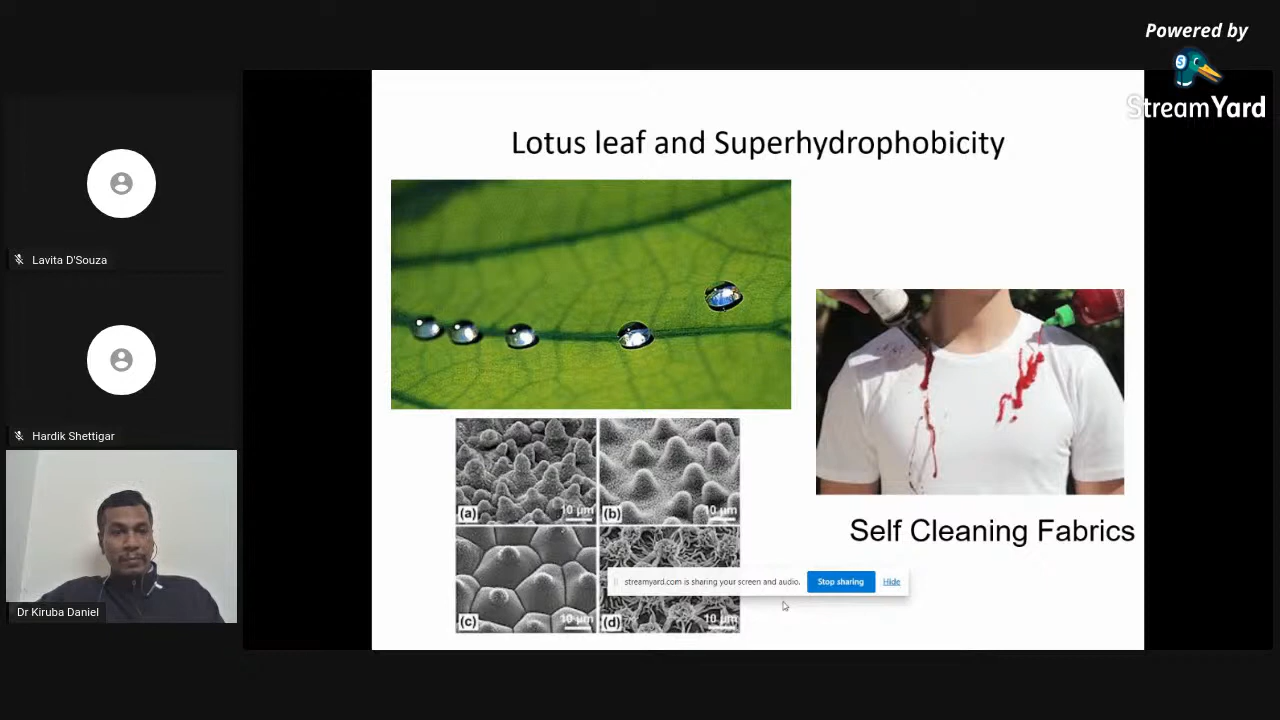 Powered by
StreamYard
Lotus leaf and Superhydrophobicity
Lavita D'Souza
Hardik Shettigar
Dr Kiruba Daniel
(a) 10 μm
(b) 10 μm
(c) 10 μm
(d) 10 μm
Self Cleaning Fabrics
streamyard.com is sharing your screen and audio.
Stop sharing
Hide